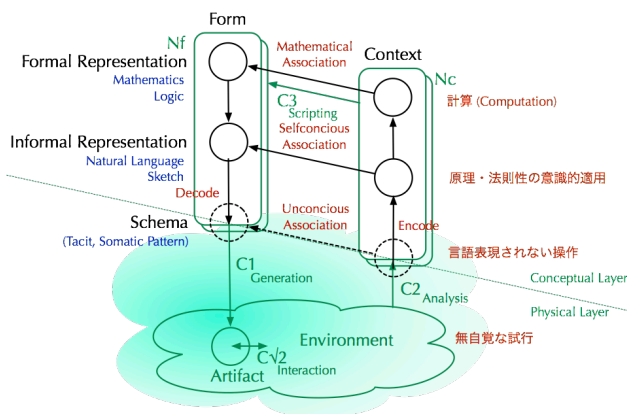 Form
Context
Nf
Nc
Formal Representation
Mathematics
Logic
Mathematical
Association
計算 (Computation)
C3
Scripting
Informal Representation
Natural Language
Sketch
Selfconcious
Association
原理・法則性の意識的適用
Decode
Schema
(Tacit, Somatic Pattern)
Unconcious
Association
Encode
言語表現されない操作
C1
Generation
C2
Analysis
Conceptual Layer
Physical Layer
Environment
無自覚な試行
C√2
Interaction
Artifact